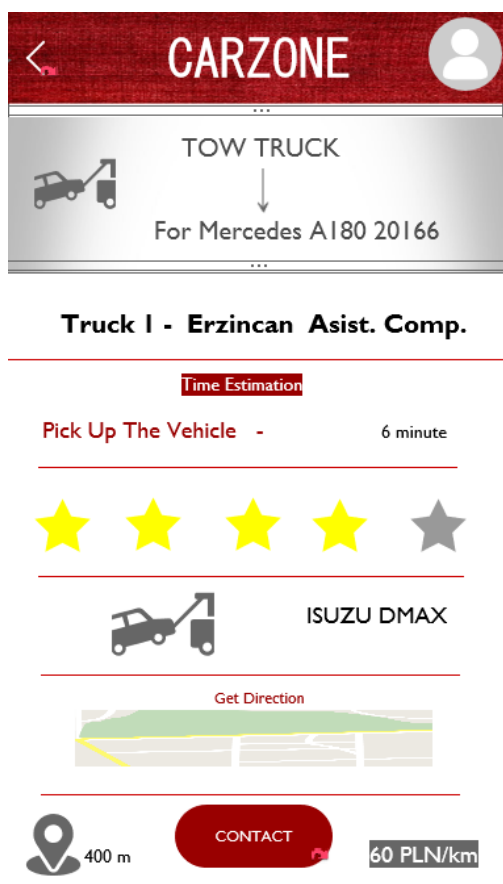 CARZONE
TOW TRUCK
For Mercedes A180 20166
Truck 1 - Erzincan Asist. Comp.
Time Estimation
Pick Up The Vehicle - 6 minute
ISUZU DMAX
Get Direction
400 m
CONTACT
60 PLN/km